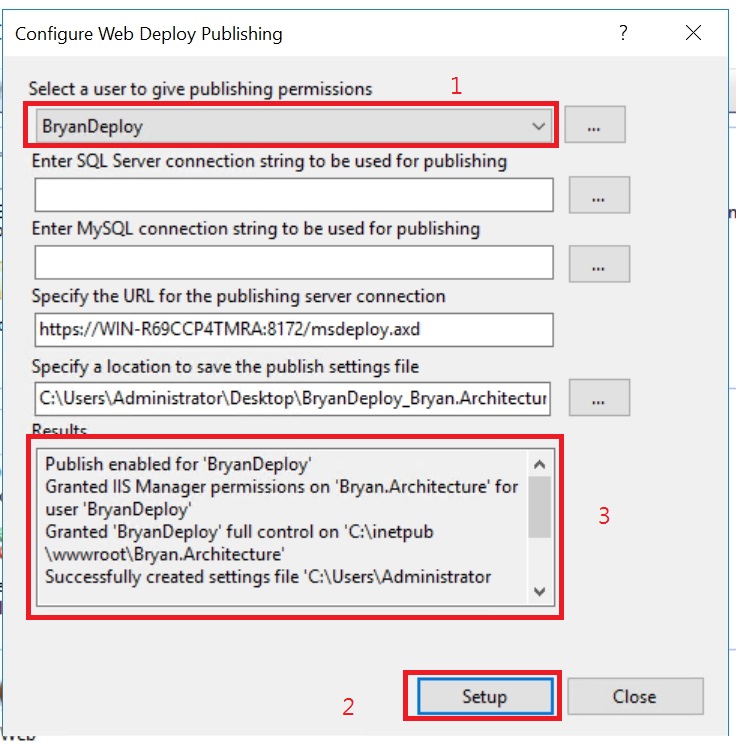 Configure Web Deploy Publishing
?
Select a user to give publishing permissions
1
BryanDeploy
...
Enter SQL Server connection string to be used for publishing
...
Enter MySQL connection string to be used for publishing
...
Specify the URL for the publishing server connection
https://WIN-R69CCP4TMRA:8172/msdeploy.axd
Specify a location to save the publish settings file
C:\Users\Administrator\Desktop\BryanDeploy_Bryan.Architectur
...
Results
Publish enabled for 'BryanDeploy'
Granted IIS Manager permissions on 'Bryan.Architecture' for
user 'BryanDeploy'
Granted 'BryanDeploy' full control on 'C:\inetpub
\wwwroot\Bryan.Architecture'
Successfully created settings file 'C:\Users\Administrator
3
2
Setup
Close